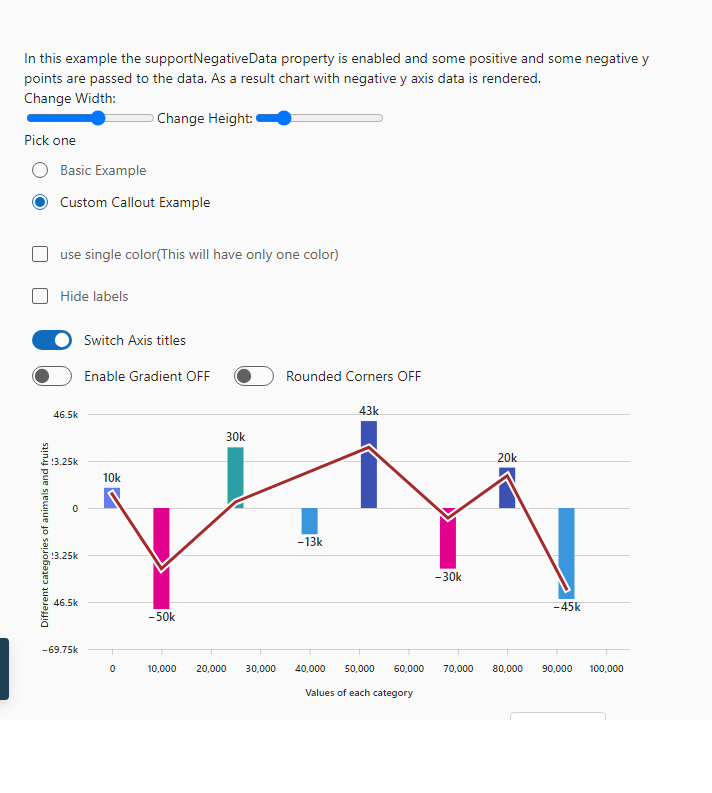 In this example the supportNegativeData property is enabled and some positive and some negative y
points are passed to the data. As a result chart with negative y axis data is rendered.
Change Width:
Change Height:
Pick one
Basic Example
Custom Callout Example
use single color(This will have only one color)
Hide labels
Switch Axis titles
Enable Gradient OFF
Rounded Corners OFF
46.5k
3.25k
0
3.25k
46.5k
−69.75k
Different categories of animals and fruits
10k
−50k
30k
−13k
43k
−30k
20k
−45k
0
10,000
20,000
30,000
40,000
50,000
60,000
70,000
80,000
90,000
100,000
Values of each category